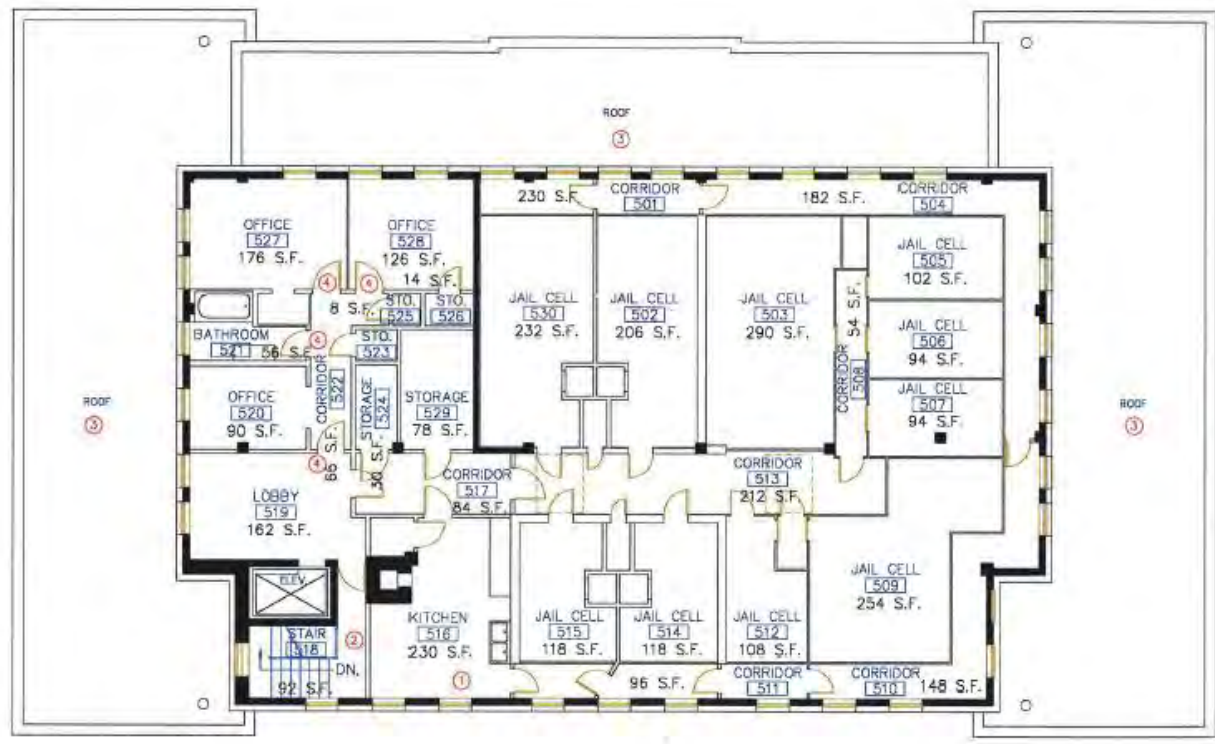 ROOF
3
230 S.F.
CORRIDOR
501
182 S.F.
CORRIDOR
504
OFFICE
527
176 S.F.
OFFICE
528
126 S.F.
14 S.F.
JAIL CELL
505
102 S.F.
4
6
8 S.F.
STO.
525
STO.
526
JAIL CELL
530
232 S.F.
JAIL CELL
502
206 S.F.
JAIL CELL
503
290 S.F.
54 S.F.
CORRIDOR
508
JAIL CELL
506
94 S.F.
BATHROOM
521
56 S.F.
4
STO.
523
CORRIDOR
522
66 S.F.
STORAGE
524
30 S.F.
OFFICE
520
90 S.F.
STORAGE
529
78 S.F.
JAIL CELL
507
94 S.F.
ROOF
3
ROOF
3
4
LOBBY
519
162 S.F.
CORRIDOR
517
84 S.F.
CORRIDOR
513
212 S.F.
ELEV.
JAIL CELL
509
254 S.F.
STAIR
518
DN.
92 S.F.
2
KITCHEN
516
230 S.F.
1
JAIL CELL
515
118 S.F.
JAIL CELL
514
118 S.F.
JAIL CELL
512
108 S.F.
96 S.F.
CORRIDOR
511
CORRIDOR
510
148 S.F.